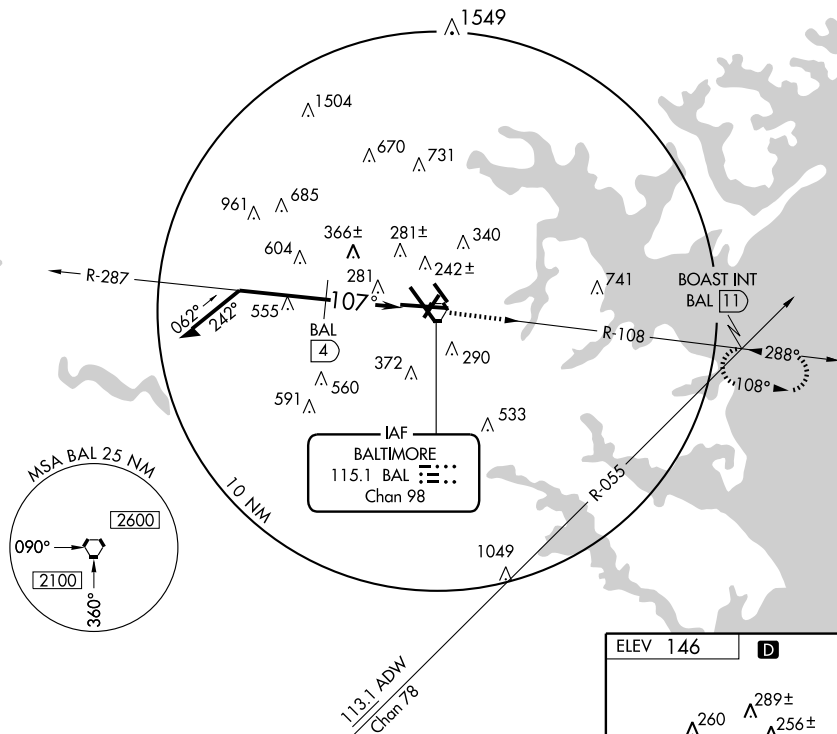 1549
1504
670
731
961
685
604
366±
281±
340
242±
281
741
BOAST INT
BAL 11
R-287
107°
555
062°
242°
BAL
4
R-108
288°
108°
372
290
560
591
533
IAF
BALTIMORE
115.1 BAL
Chan 98
R-055
MSA BAL 25 NM
10 NM
2600
090°
2100
360°
1049
113.1 ADW
Chan 78
ELEV 146
D
289±
260
256±